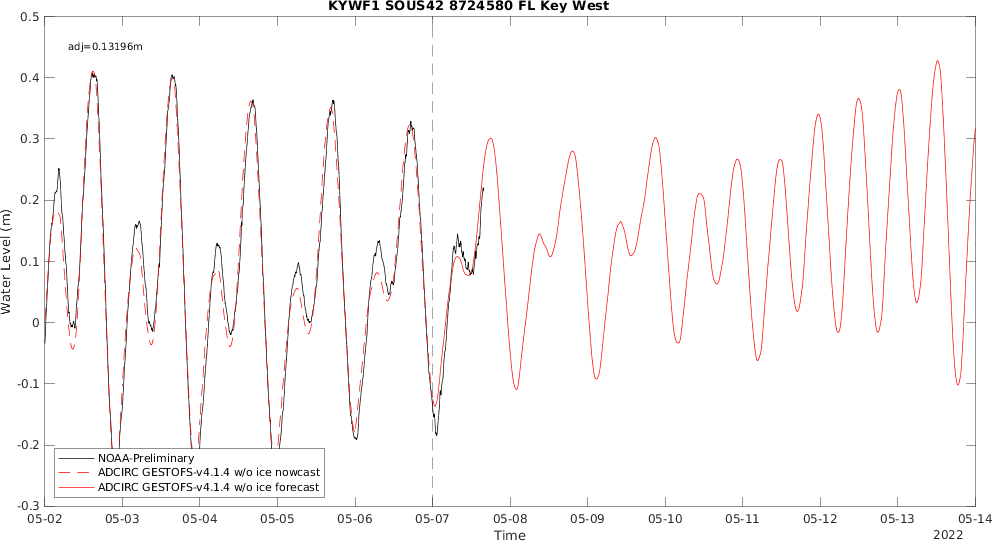 KYWF1 SOUS42 8724580 FL Key West
0.5
adj=0.13196m
0.4
0.3
0.2
0.1
0
-0.1
-0.2
-0.3
Water Level (m)
NOAA-Preliminary
ADCIRC GESTOFS-v4.1.4 w/o ice nowcast
ADCIRC GESTOFS-v4.1.4 w/o ice forecast
05-02 05-03 05-04 05-05 05-06 05-07 05-08 05-09 05-10 05-11 05-12 05-13 05-14
Time
2022